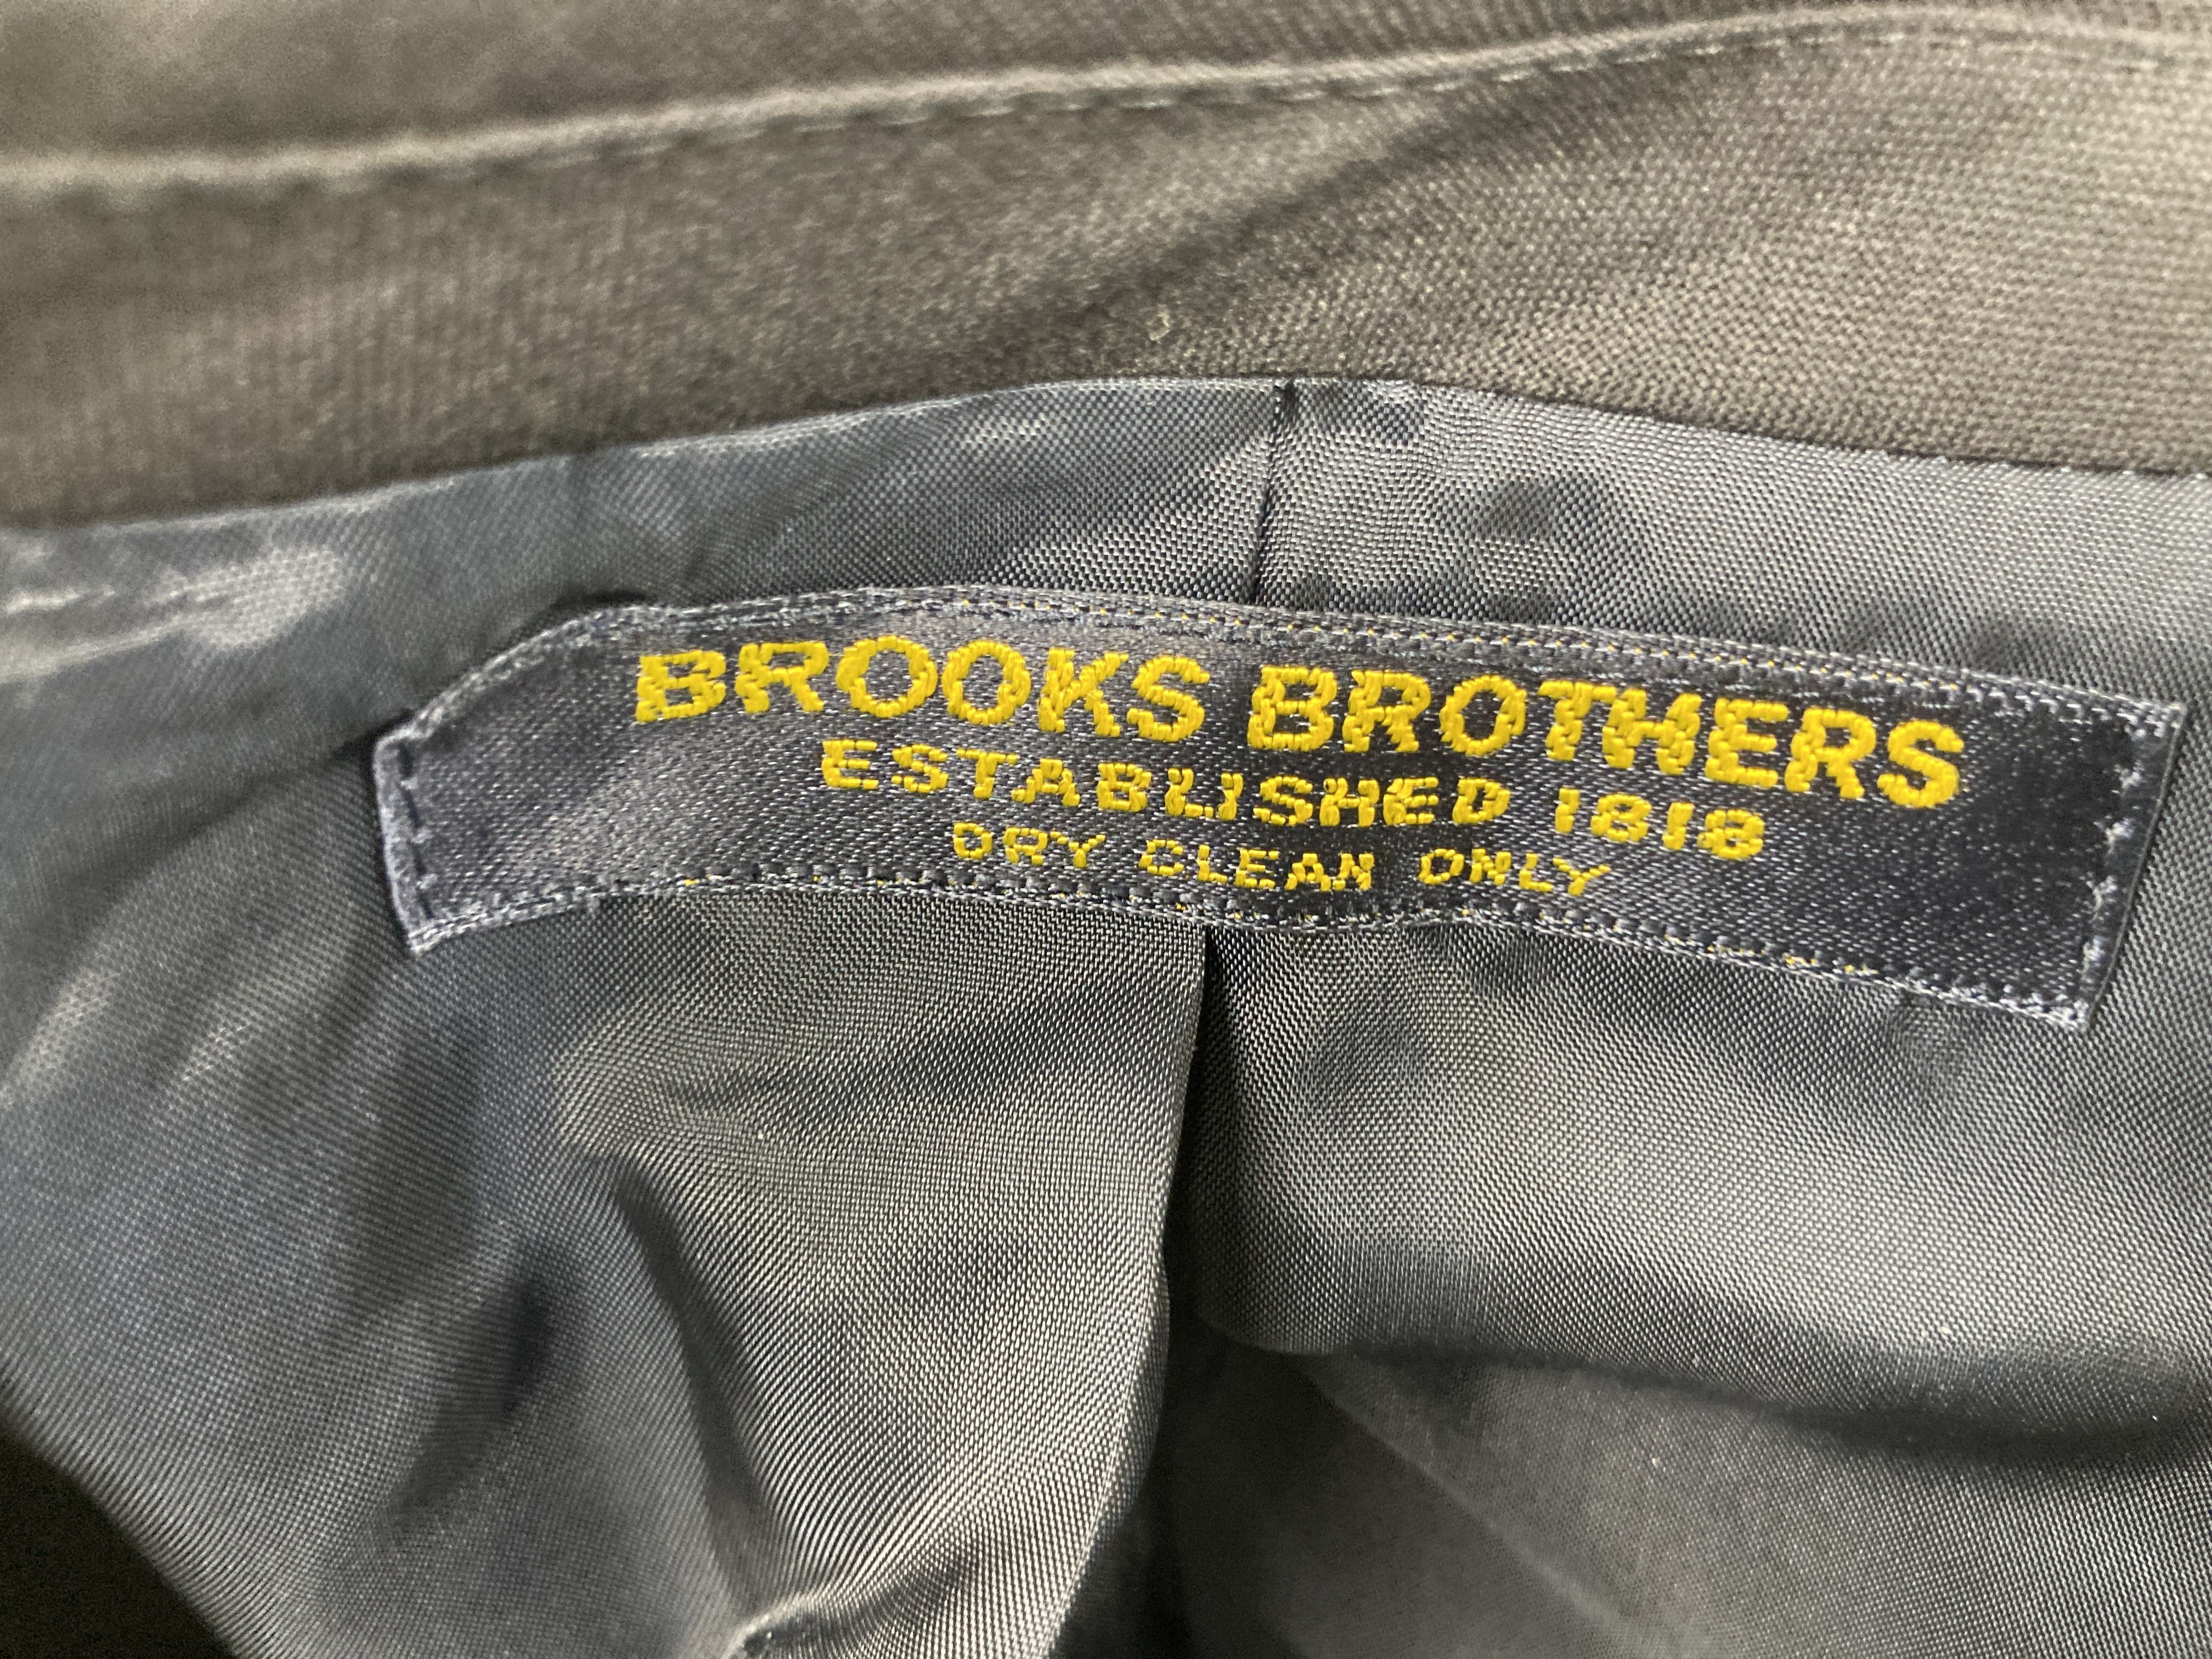 BROOKS BROTHERS
ESTABLISHED 1818
DRY CLEAN ONLY